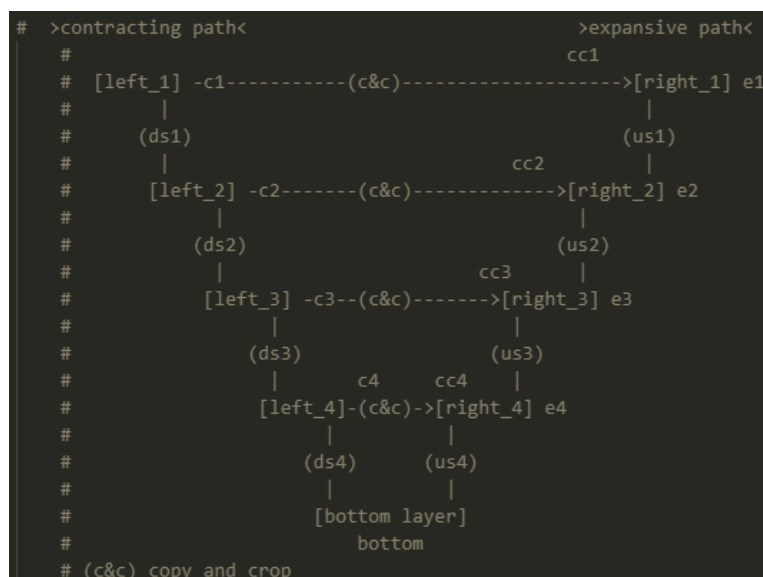 # >contracting path< >expansive path<
# cc1
# [left_1] -c1-----------(c&c)-------------------->[right_1] e1
# | |
# (ds1) (us1)
# | cc2 |
# [left_2] -c2-------(c&c)------------->[right_2] e2
# | |
# (ds2) (us2)
# | cc3 |
# [left_3] -c3--(c&c)------->[right_3] e3
# | |
# (ds3) (us3)
# | c4 cc4 |
# [left_4]-(c&c)->[right_4] e4
# | |
# (ds4) (us4)
# | |
# [bottom layer]
# bottom
# (c&c) copy and crop